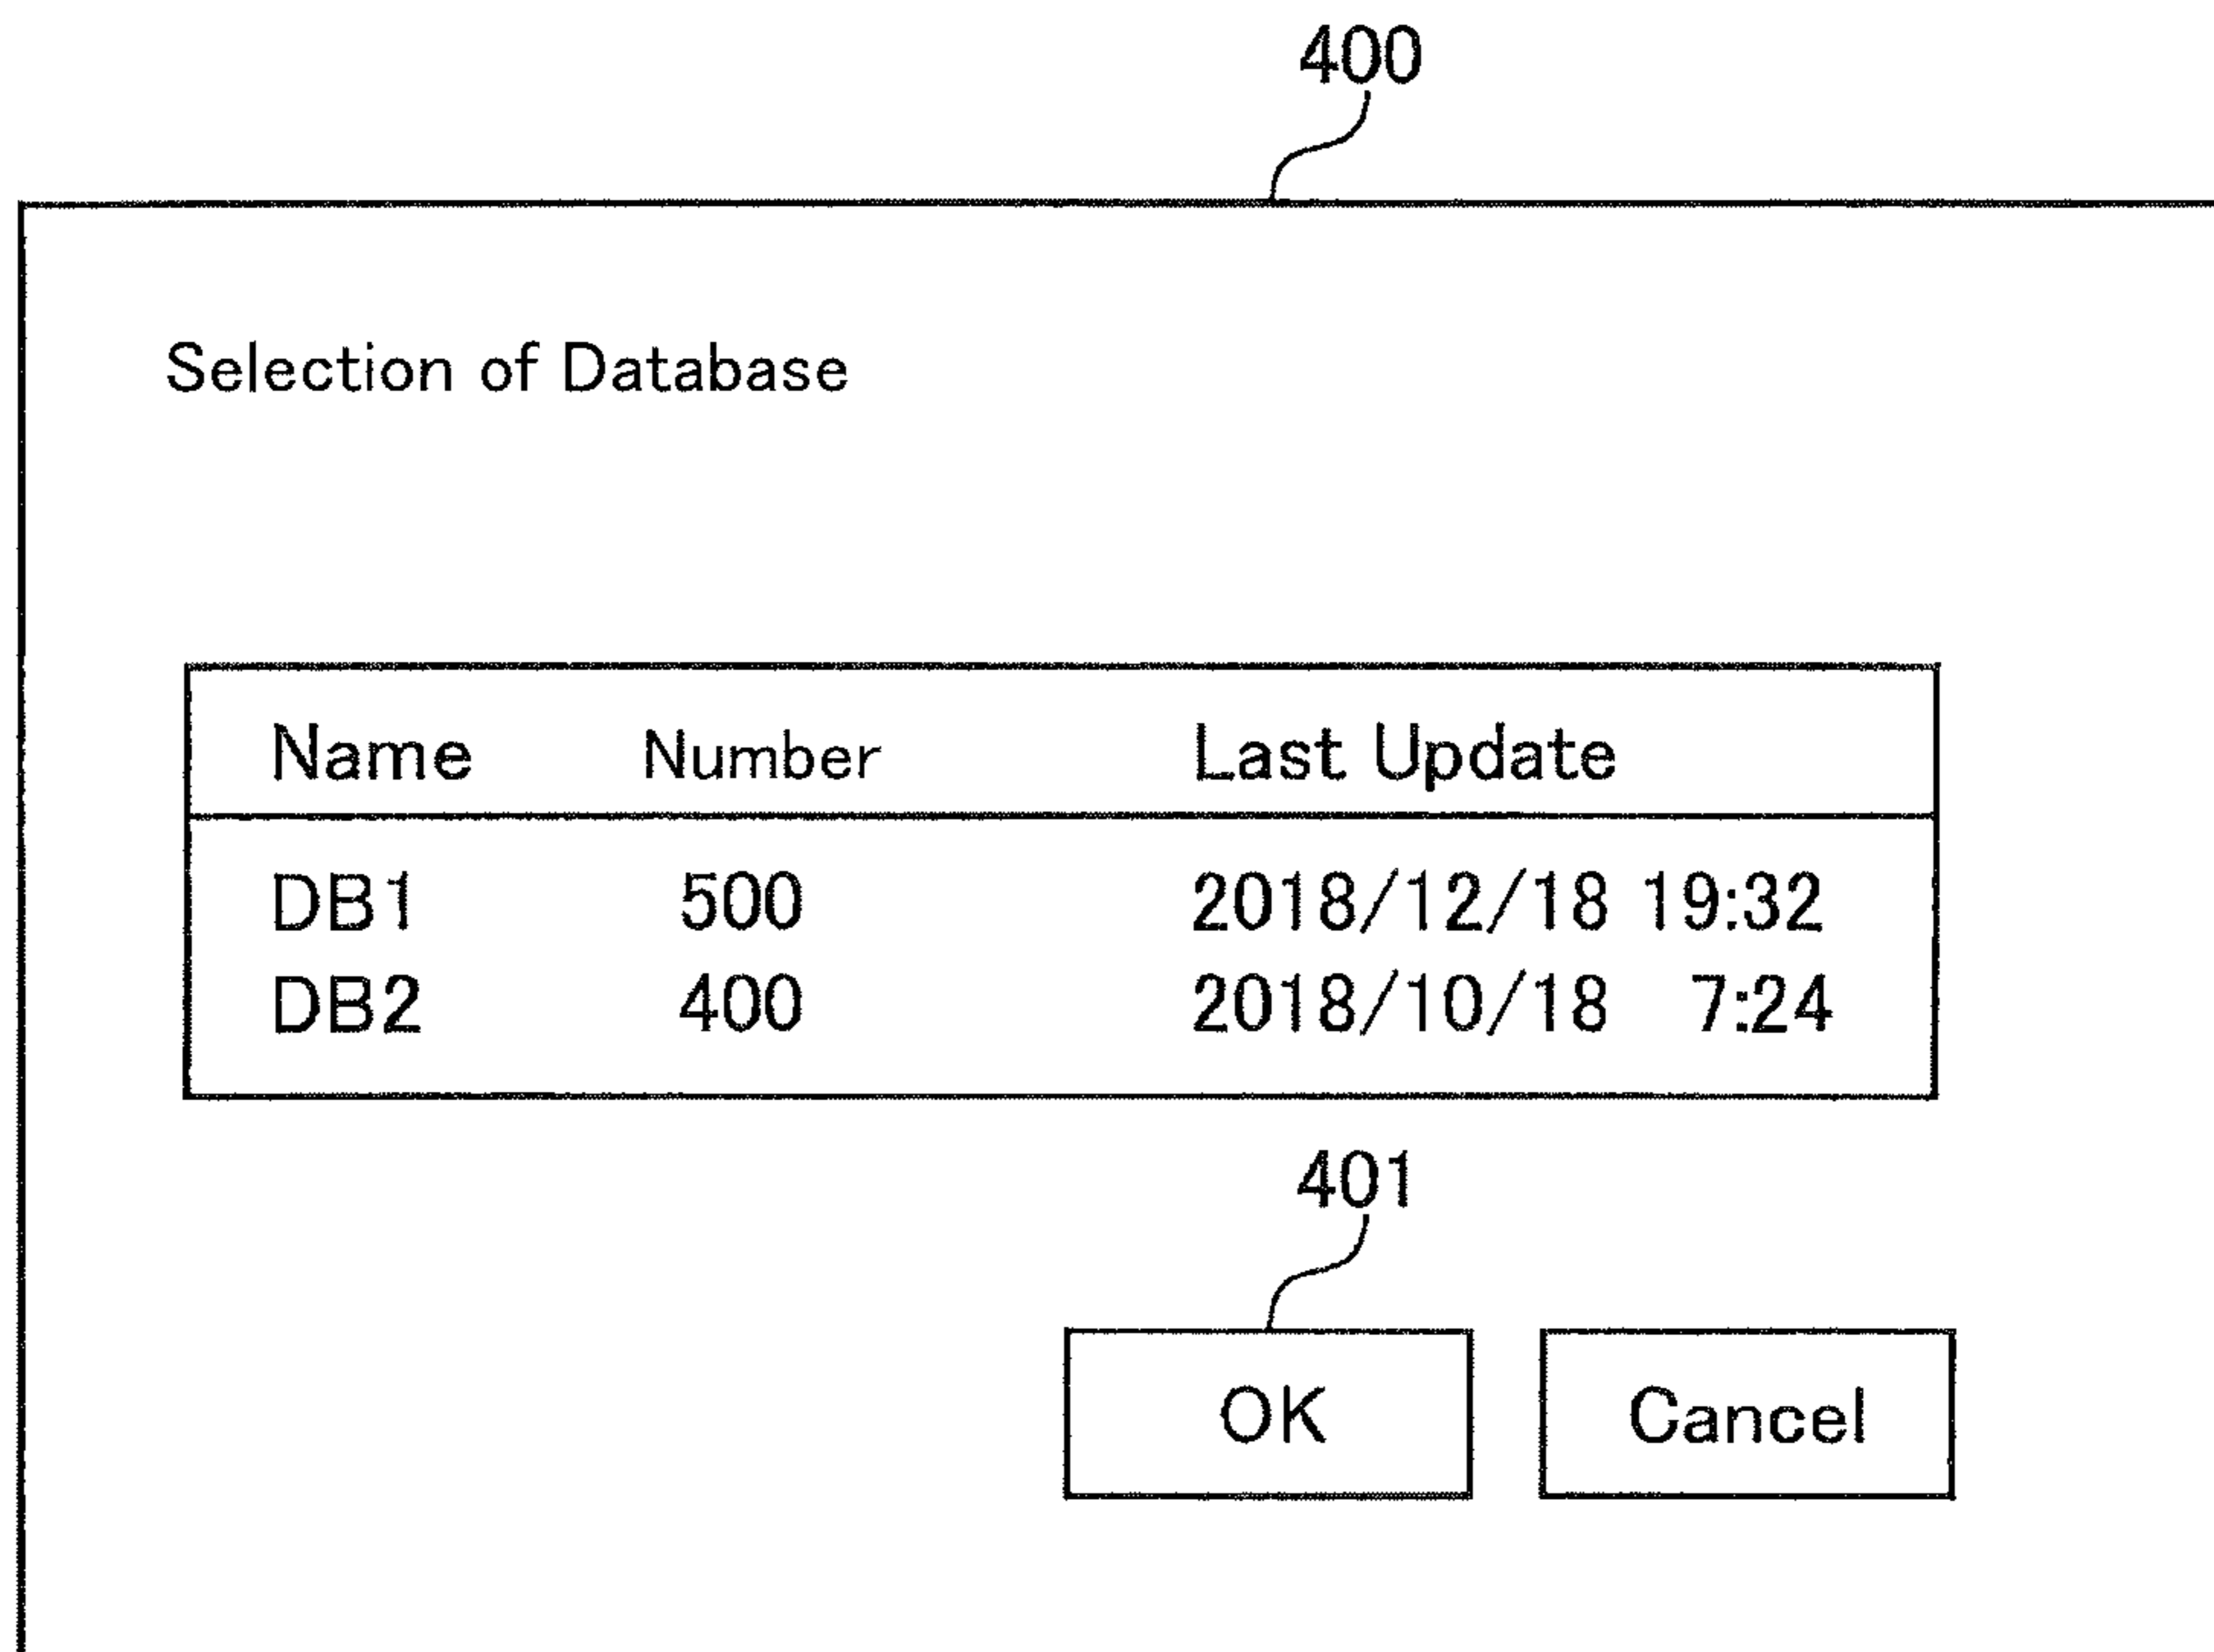 400
Selection of Database
Name Number Last Update
DB1 500 2018/12/18 19:32
DB2 400 2018/10/18 7:24
401
OK Cancel